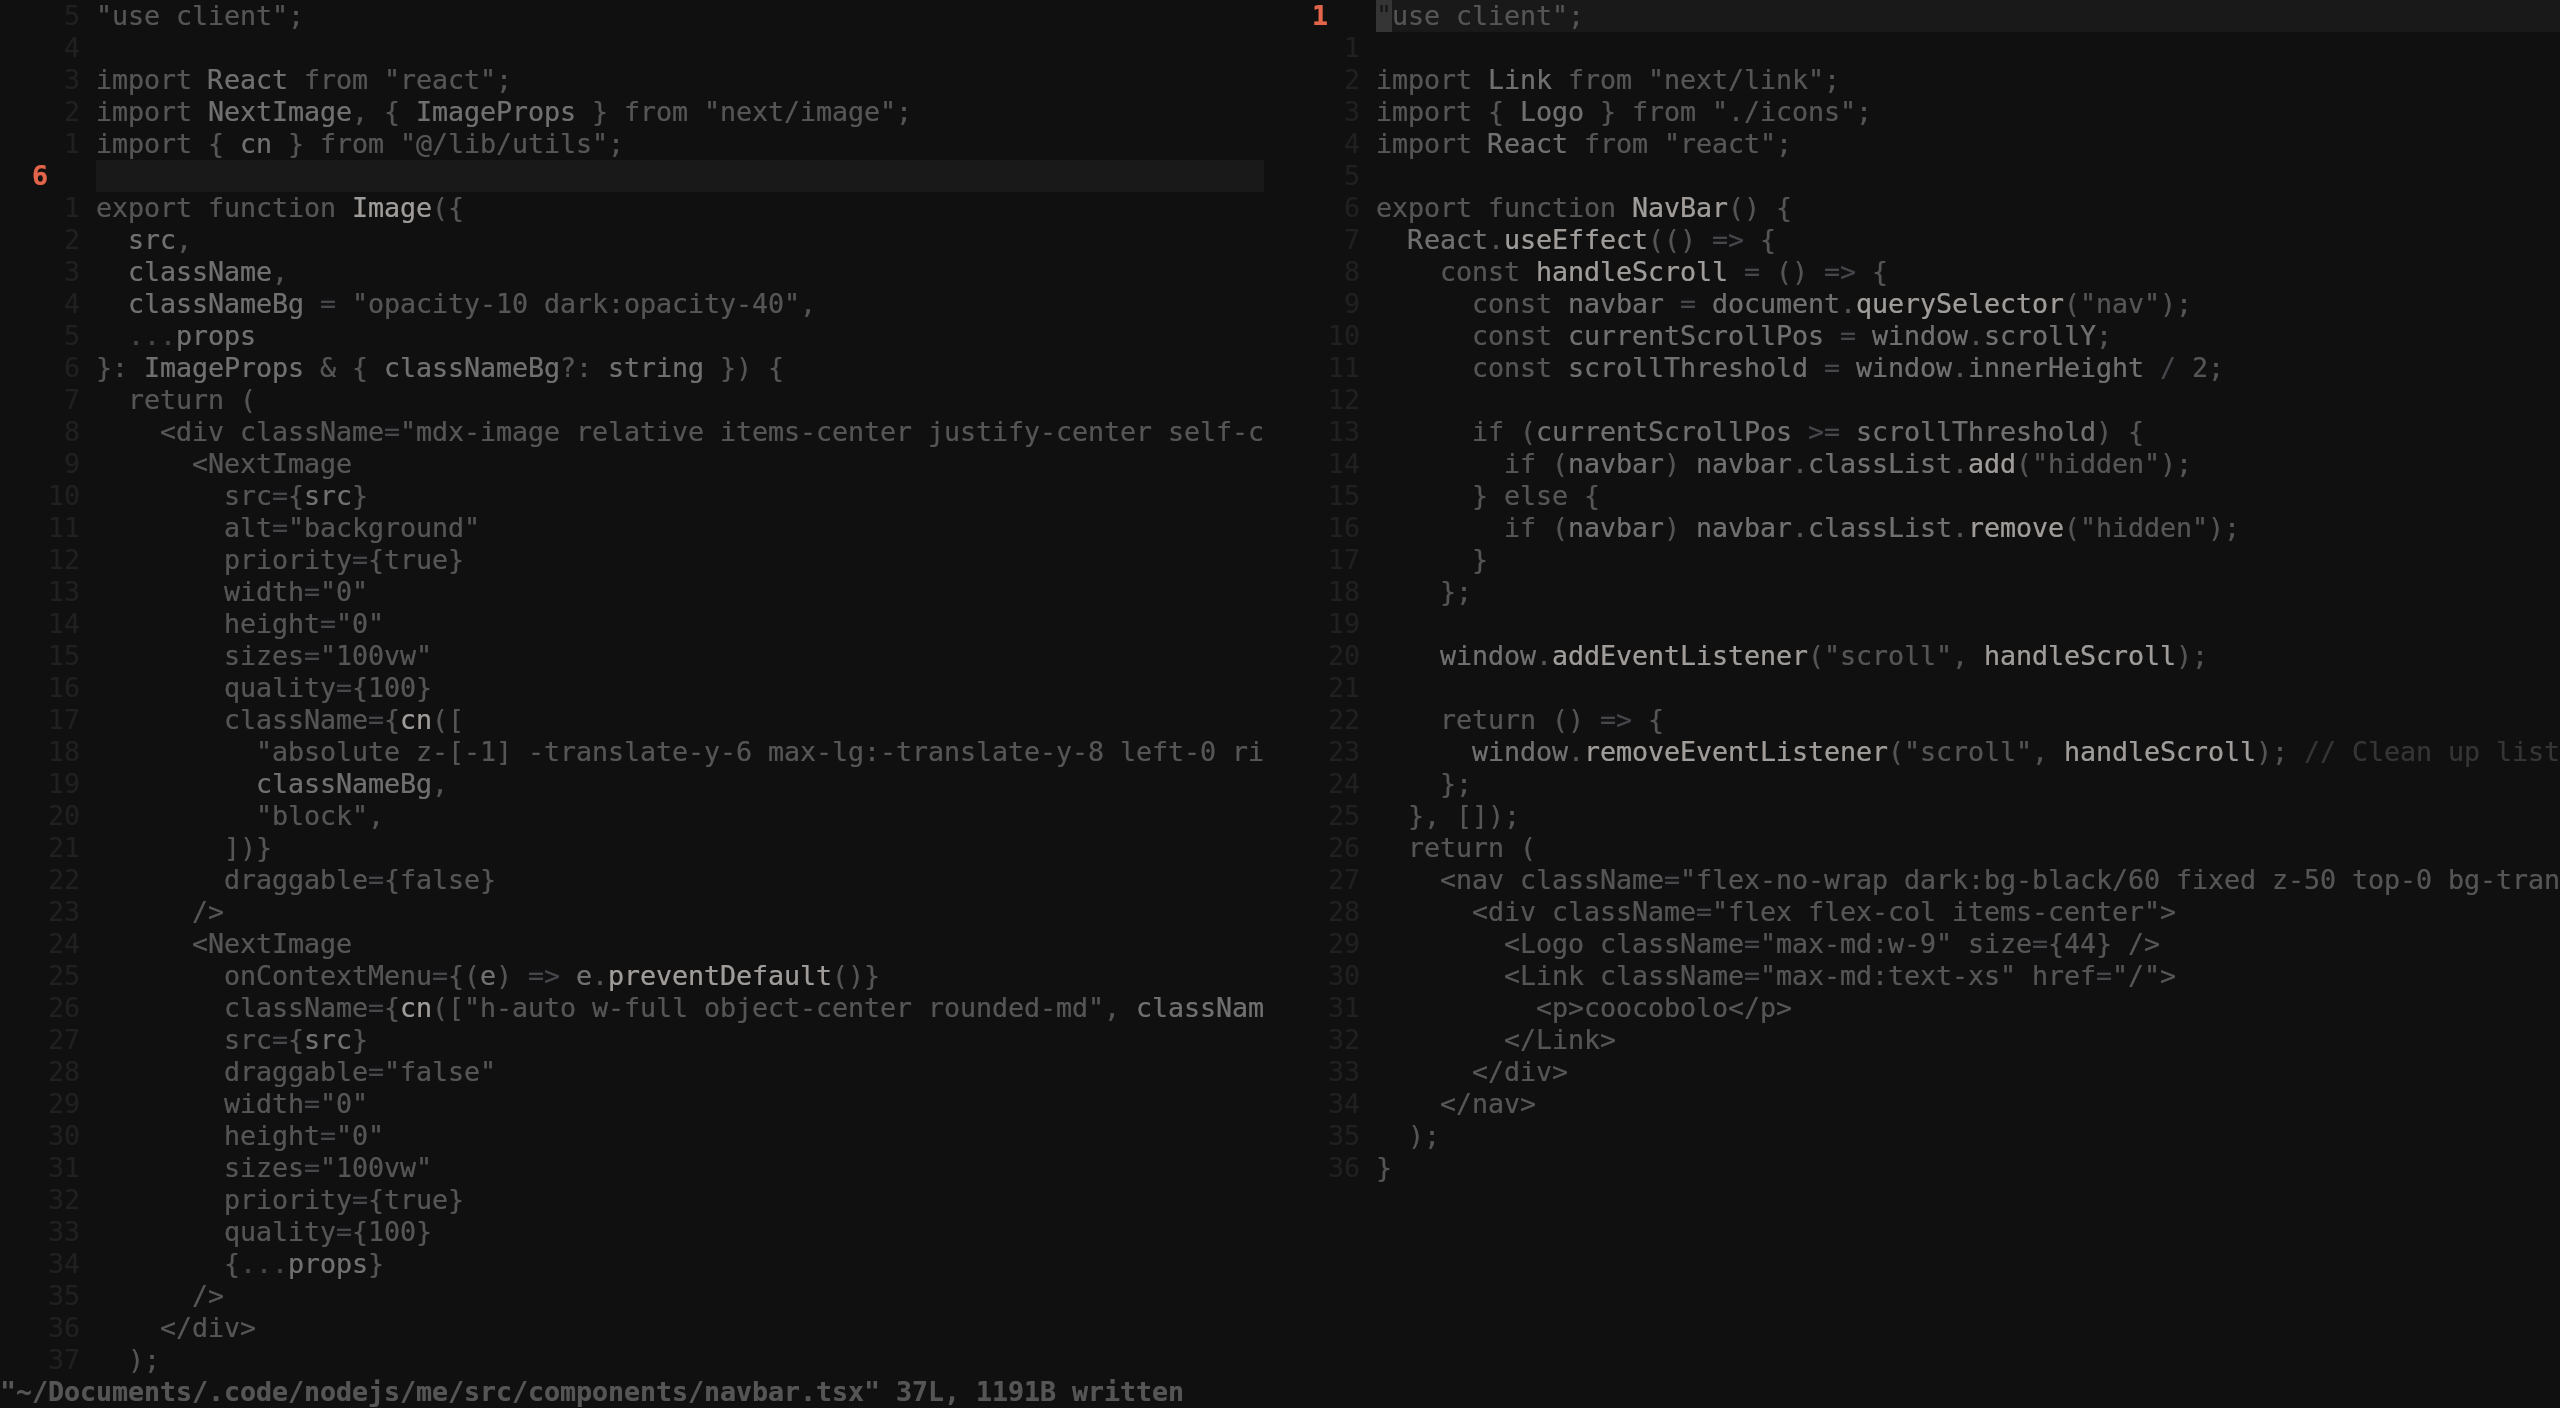 5 "use client";
4
3 import React from "react";
2 import NextImage, { ImageProps } from "next/image";
1 import { cn } from "@/lib/utils";
6
1 export function Image({
2   src,
3   className,
4   classNameBg = "opacity-10 dark:opacity-40",
5   ...props
6 }: ImageProps & { classNameBg?: string }) {
7   return (
8     <div className="mdx-image relative items-center justify-center self-c
9       <NextImage
10         src={src}
11         alt="background"
12         priority={true}
13         width="0"
14         height="0"
15         sizes="100vw"
16         quality={100}
17         className={cn([
18           "absolute z-[-1] -translate-y-6 max-lg:-translate-y-8 left-0 ri
19           classNameBg,
20           "block",
21         ])}
22         draggable={false}
23       />
24       <NextImage
25         onContextMenu={(e) => e.preventDefault()}
26         className={cn(["h-auto w-full object-center rounded-md", classNam
27         src={src}
28         draggable="false"
29         width="0"
30         height="0"
31         sizes="100vw"
32         priority={true}
33         quality={100}
34         {...props}
35       />
36     </div>
37   );
1 "use client";
1
2 import Link from "next/link";
3 import { Logo } from "./icons";
4 import React from "react";
5
6 export function NavBar() {
7   React.useEffect(() => {
8     const handleScroll = () => {
9       const navbar = document.querySelector("nav");
10       const currentScrollPos = window.scrollY;
11       const scrollThreshold = window.innerHeight / 2;
12
13       if (currentScrollPos >= scrollThreshold) {
14         if (navbar) navbar.classList.add("hidden");
15       } else {
16         if (navbar) navbar.classList.remove("hidden");
17       }
18     };
19
20     window.addEventListener("scroll", handleScroll);
21
22     return () => {
23       window.removeEventListener("scroll", handleScroll); // Clean up list
24     };
25   }, []);
26   return (
27     <nav className="flex-no-wrap dark:bg-black/60 fixed z-50 top-0 bg-tran
28       <div className="flex flex-col items-center">
29         <Logo className="max-md:w-9" size={44} />
30         <Link className="max-md:text-xs" href="/">
31           <p>coocobolo</p>
32         </Link>
33       </div>
34     </nav>
35   );
36 }
"~/Documents/.code/nodejs/me/src/components/navbar.tsx" 37L, 1191B written